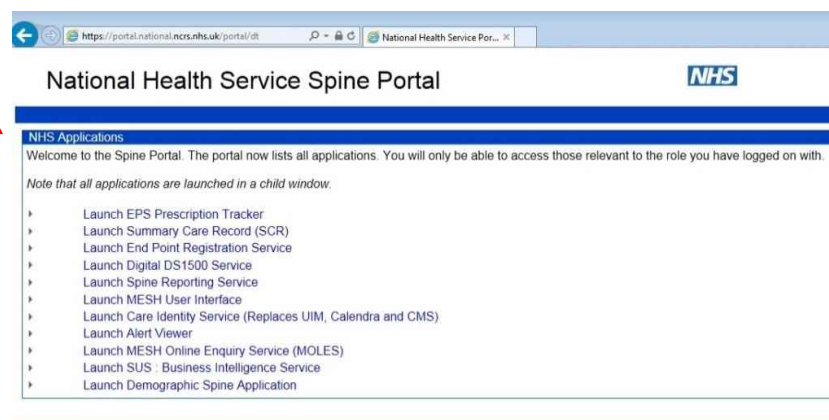 https://portal.national.ncrs.nhs.uk/portal/dt
National Health Service Por...
National Health Service Spine Portal
NHS
NHS Applications
Welcome to the Spine Portal. The portal now lists all applications. You will only be able to access those relevant to the role you have logged on with.
Note that all applications are launched in a child window.
Launch EPS Prescription Tracker
Launch Summary Care Record (SCR)
Launch End Point Registration Service
Launch Digital DS1500 Service
Launch Spine Reporting Service
Launch MESH User Interface
Launch Care Identity Service (Replaces UIM, Calendra and CMS)
Launch Alert Viewer
Launch MESH Online Enquiry Service (MOLES)
Launch SUS : Business Intelligence Service
Launch Demographic Spine Application